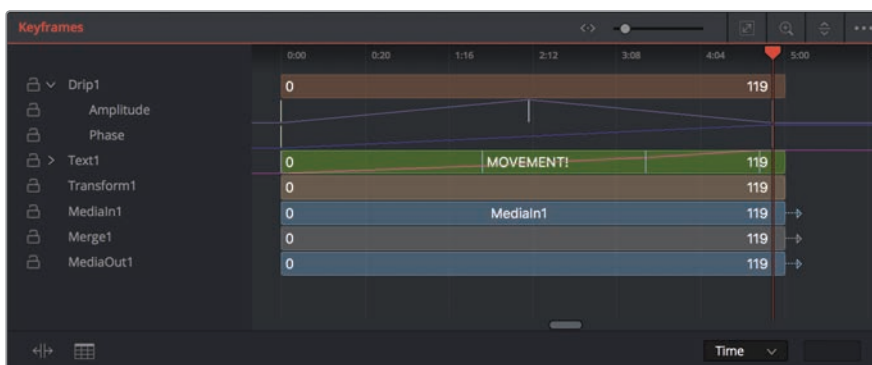 Keyframes
0:00 0:20 1:16 2:12 3:08 4:04 5:00
Drip1 0 119
Amplitude
Phase
Text1 0 MOVEMENT! 119
Transform1 0 119
MediaIn1 0 MediaIn1 119
Merge1 0 119
MediaOut1 0 119
Time